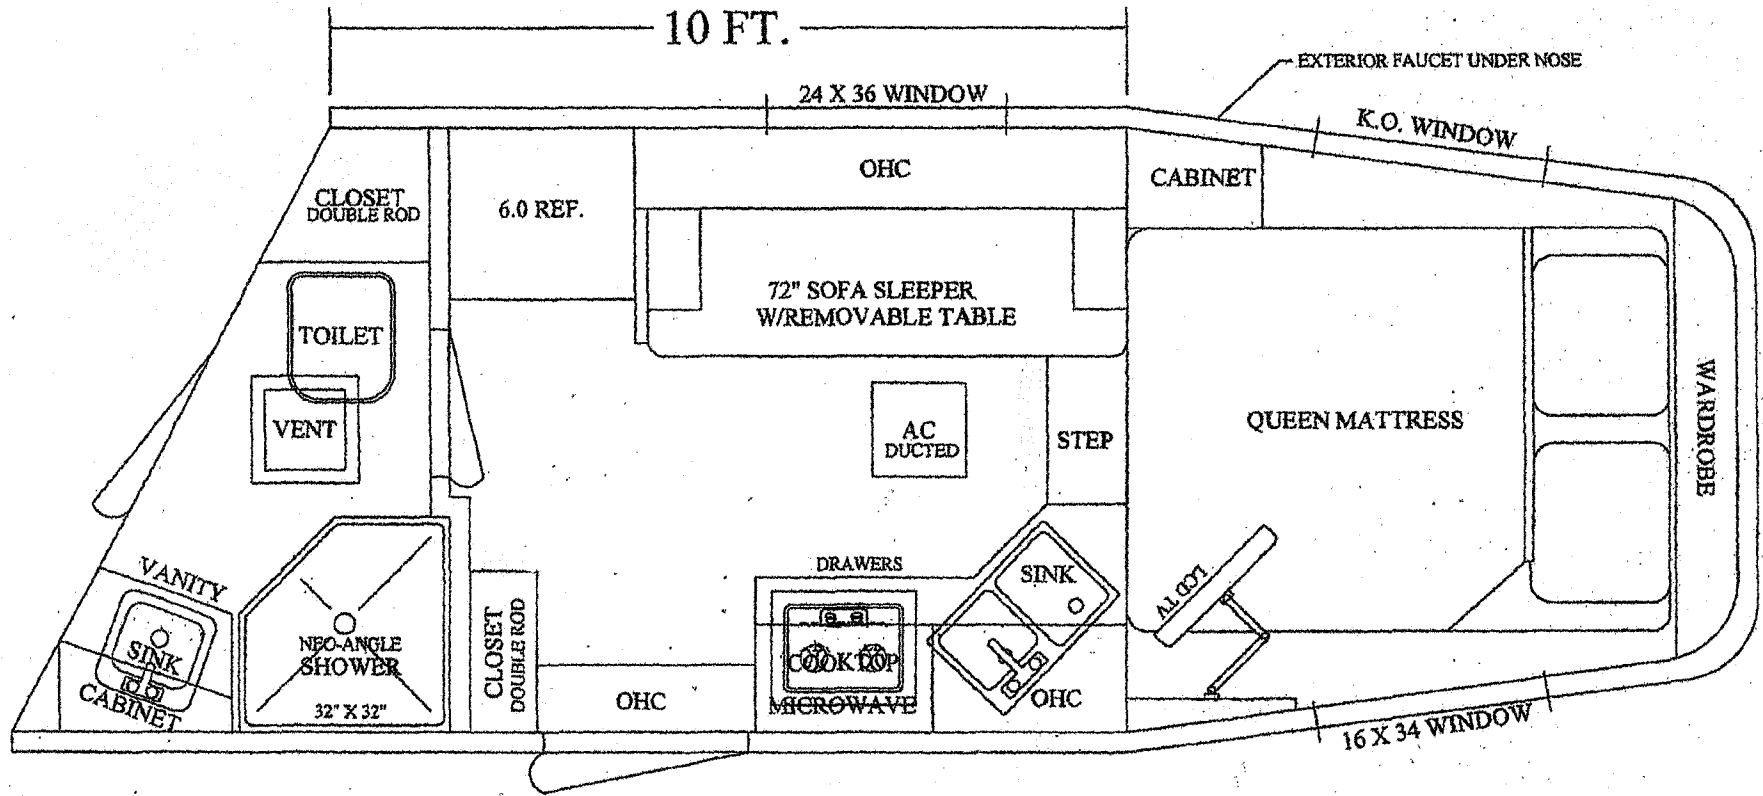 10 FT.
EXTERIOR FAUCET UNDER NOSE
24 X 36 WINDOW
K.O. WINDOW
OHC
CABINET
CLOSET
DOUBLE ROD
6.0 REF.
72" SOFA SLEEPER
W/REMOVABLE TABLE
TOILET
VENT
AC
DUCTED
STEP
QUEEN MATTRESS
WARDROBE
VANITY
SINK
CABINET
NEO-ANGLE
SHOWER
32" X 32"
CLOSET
DOUBLE ROD
OHC
DRAWERS
COOKTOP
MICROWAVE
SINK
OHC
LCD TV
16 X 34 WINDOW